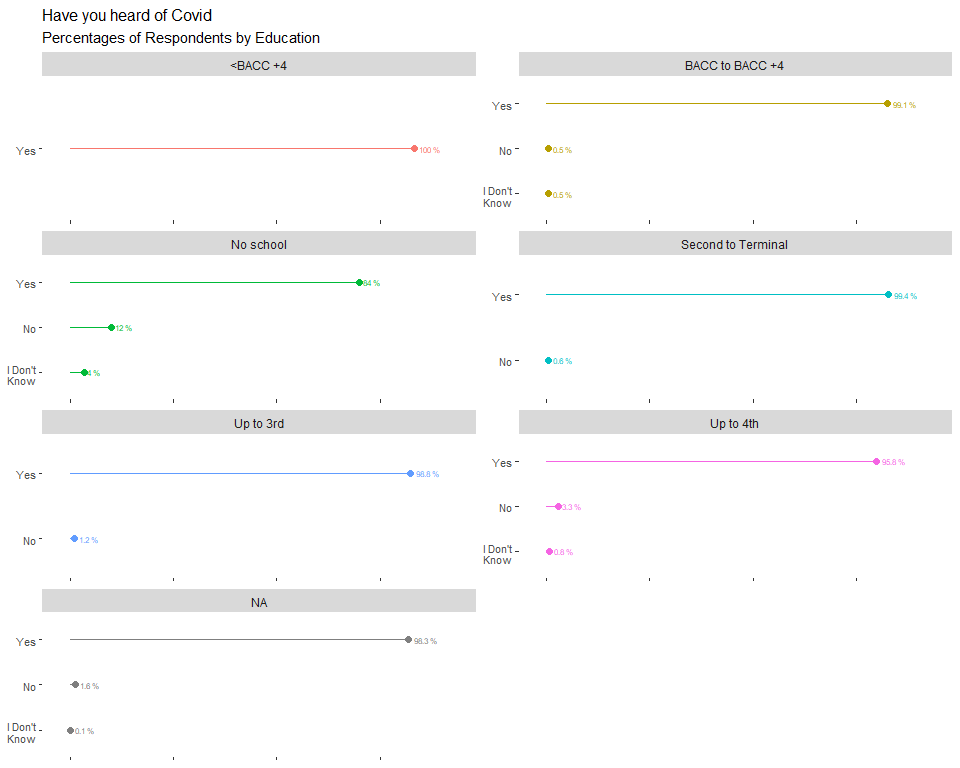 Have you heard of Covid
Percentages of Respondents by Education
<BACC +4
Yes
100 %
BACC to BACC +4
Yes
99.1 %
No
0.5 %
I Don't
Know
0.5 %
No school
Yes
84 %
No
12 %
I Don't
Know
4 %
Second to Terminal
Yes
99.4 %
No
0.6 %
Up to 3rd
Yes
98.8 %
No
1.2 %
Up to 4th
Yes
95.8 %
No
3.3 %
I Don't
Know
0.8 %
NA
Yes
98.3 %
No
1.6 %
I Don't
Know
0.1 %